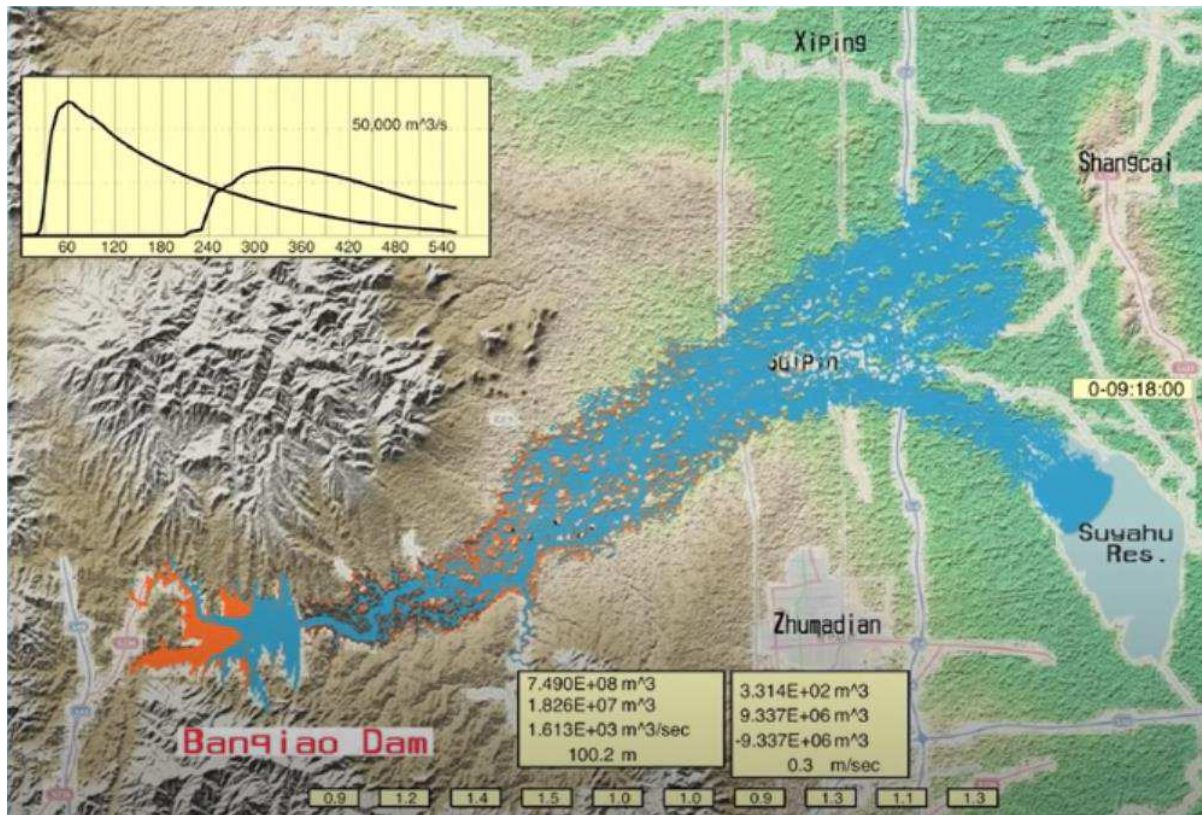 XiPing
50,000 m^3/s
60 120 180 240 300 360 420 480 540
Shangcai
SuiPin
0-09:18:00
Suyahu
Res.
Zhumadian
7.490E+08 m^3
1.826E+07 m^3
1.613E+03 m^3/sec
100.2 m
3.314E+02 m^3
9.337E+06 m^3
-9.337E+06 m^3
0.3 m/sec
Banqiao Dam
0.9 1.2 1.4 1.5 1.0 1.0 0.9 1.3 1.1 1.3